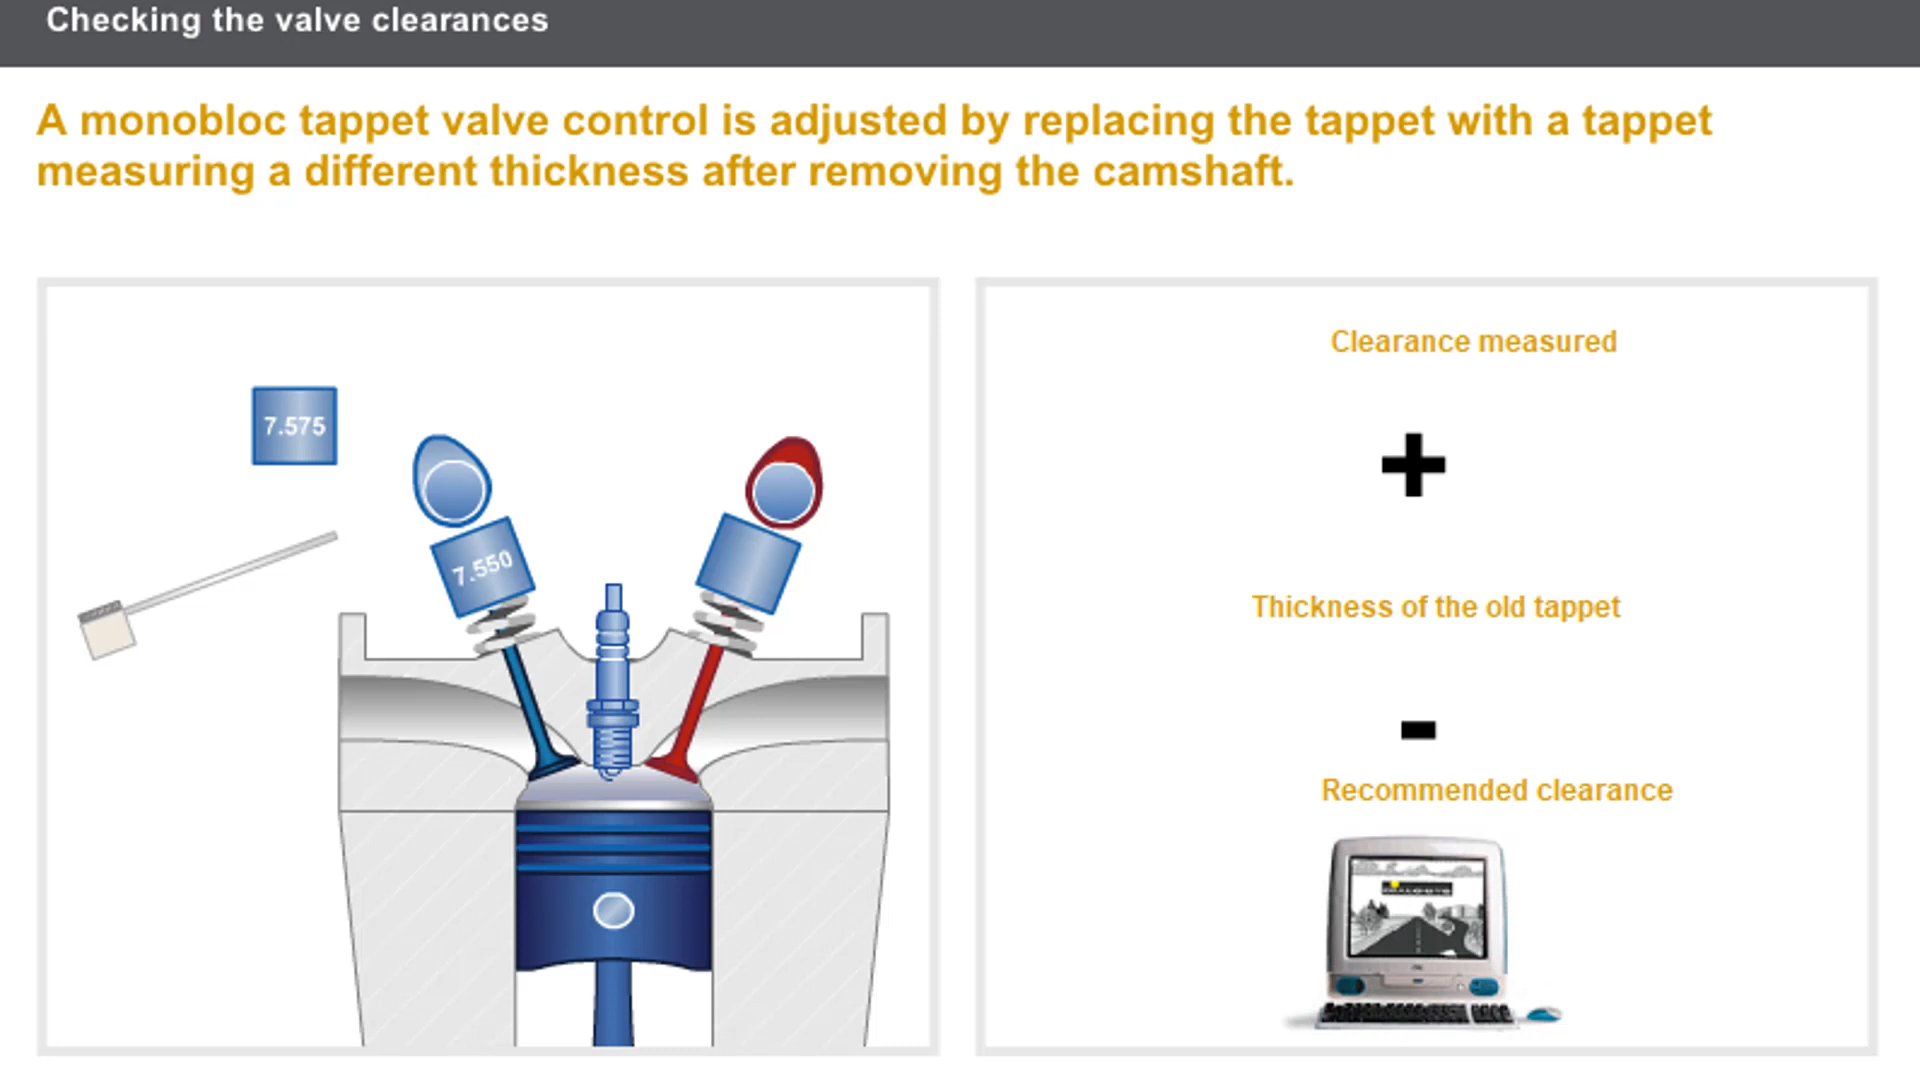 Checking the valve clearances
A monobloc tappet valve control is adjusted by replacing the tappet with a tappet
measuring a different thickness after removing the camshaft.
7.575
7.550
Clearance measured
+
Thickness of the old tappet
-
Recommended clearance